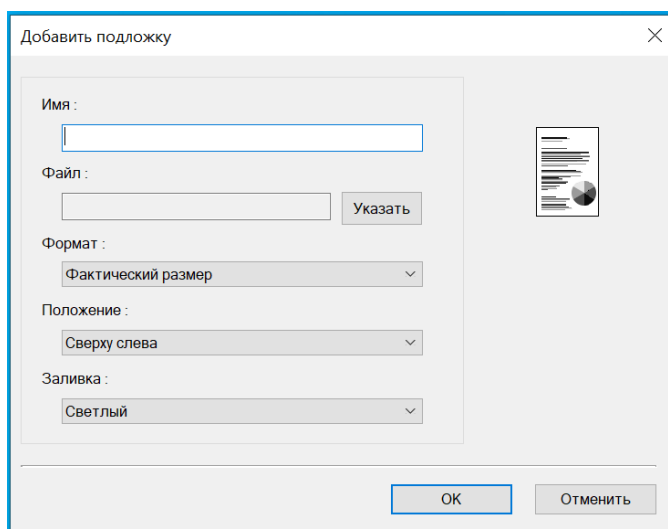 Добавить подложку
Имя :
Файл :
Указать
Формат :
Фактический размер
Положение :
Сверху слева
Заливка :
Светлый
OK
Отменить